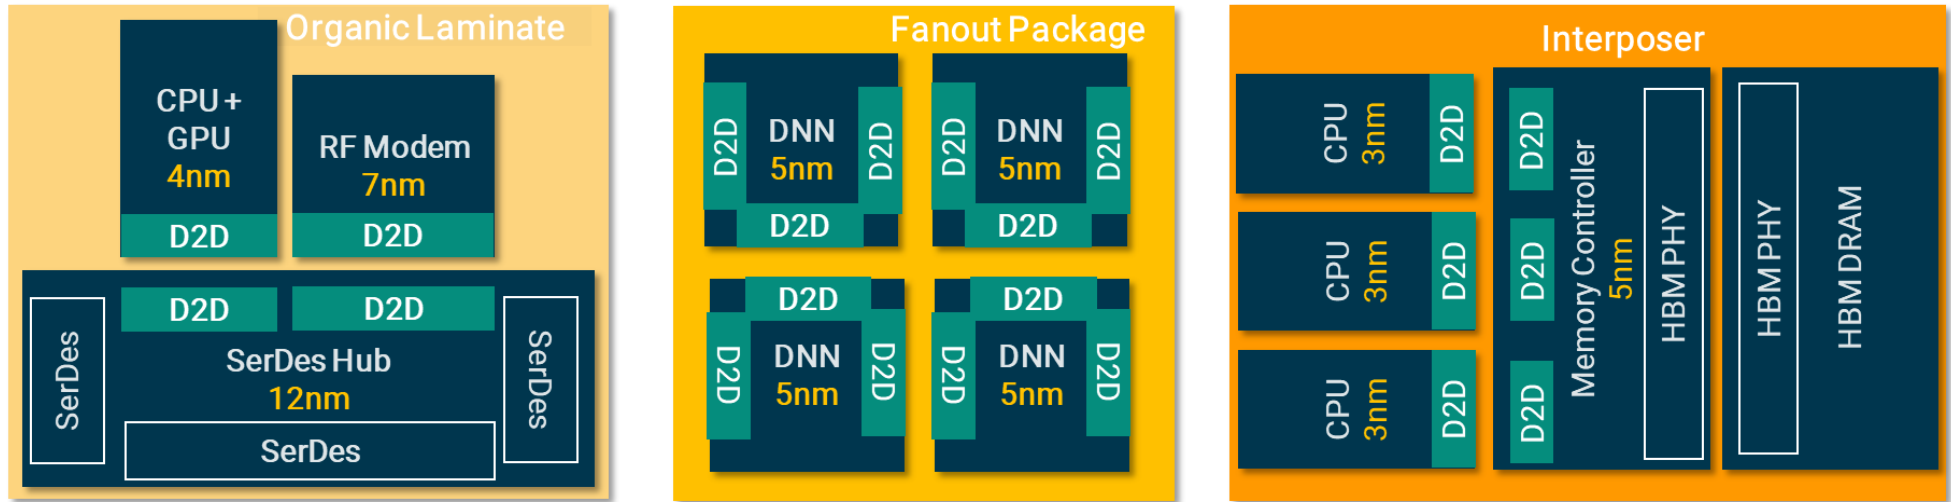 Organic Laminate
CPU +
GPU
4nm
D2D
RF Modem
7nm
D2D
D2D
D2D
SerDes
SerDes Hub
12nm
SerDes
SerDes
Fanout Package
D2D
DNN
5nm
D2D
D2D
D2D
DNN
5nm
D2D
D2D
D2D
D2D
DNN
5nm
D2D
D2D
D2D
DNN
5nm
D2D
Interposer
CPU
3nm
D2D
CPU
3nm
D2D
CPU
3nm
D2D
D2D
D2D
D2D
Memory Controller
5nm
HBM PHY
HBM PHY
HBM DRAM